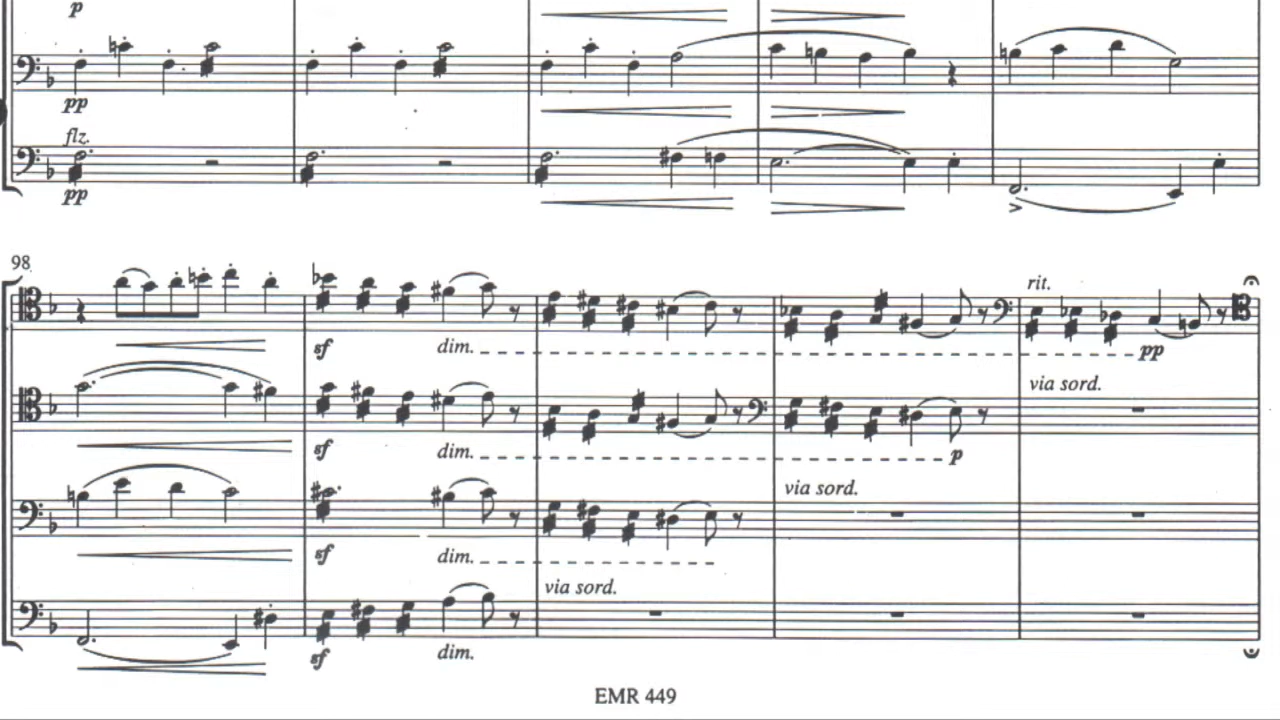 p
pp
flz.
pp
98
rit.
sf dim. pp
via sord.
sf dim. p
via sord.
sf dim.
via sord.
sf dim.
EMR 449